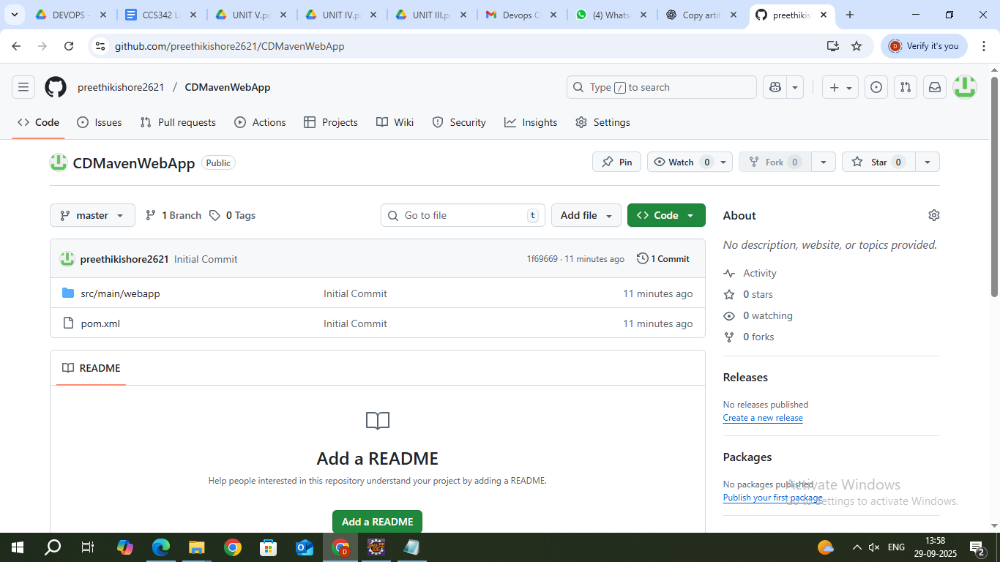 DEVOPS -
CCS342 L
UNIT V.p
UNIT IV.p
UNIT III.p
Devops C
(4) Whats
Copy artif
preethikis
github.com/preethikishore2621/CDMavenWebApp
Verify it's you
preethikishore2621 / CDMavenWebApp
Type / to search
Code
Issues
Pull requests
Actions
Projects
Wiki
Security
Insights
Settings
CDMavenWebApp Public
Pin
Watch 0
Fork 0
Star 0
master
1 Branch
0 Tags
Go to file t
Add file
Code
preethikishore2621 Initial Commit 1f69669 · 11 minutes ago 1 Commit
src/main/webapp Initial Commit 11 minutes ago
pom.xml Initial Commit 11 minutes ago
README
Add a README
Help people interested in this repository understand your project by adding a README.
Add a README
About
No description, website, or topics provided.
Activity
0 stars
0 watching
0 forks
Releases
No releases published
Create a new release
Packages
No packages published
Publish your first package
Activate Windows
Go to Settings to activate Windows.
ENG
13:58
29-09-2025
2